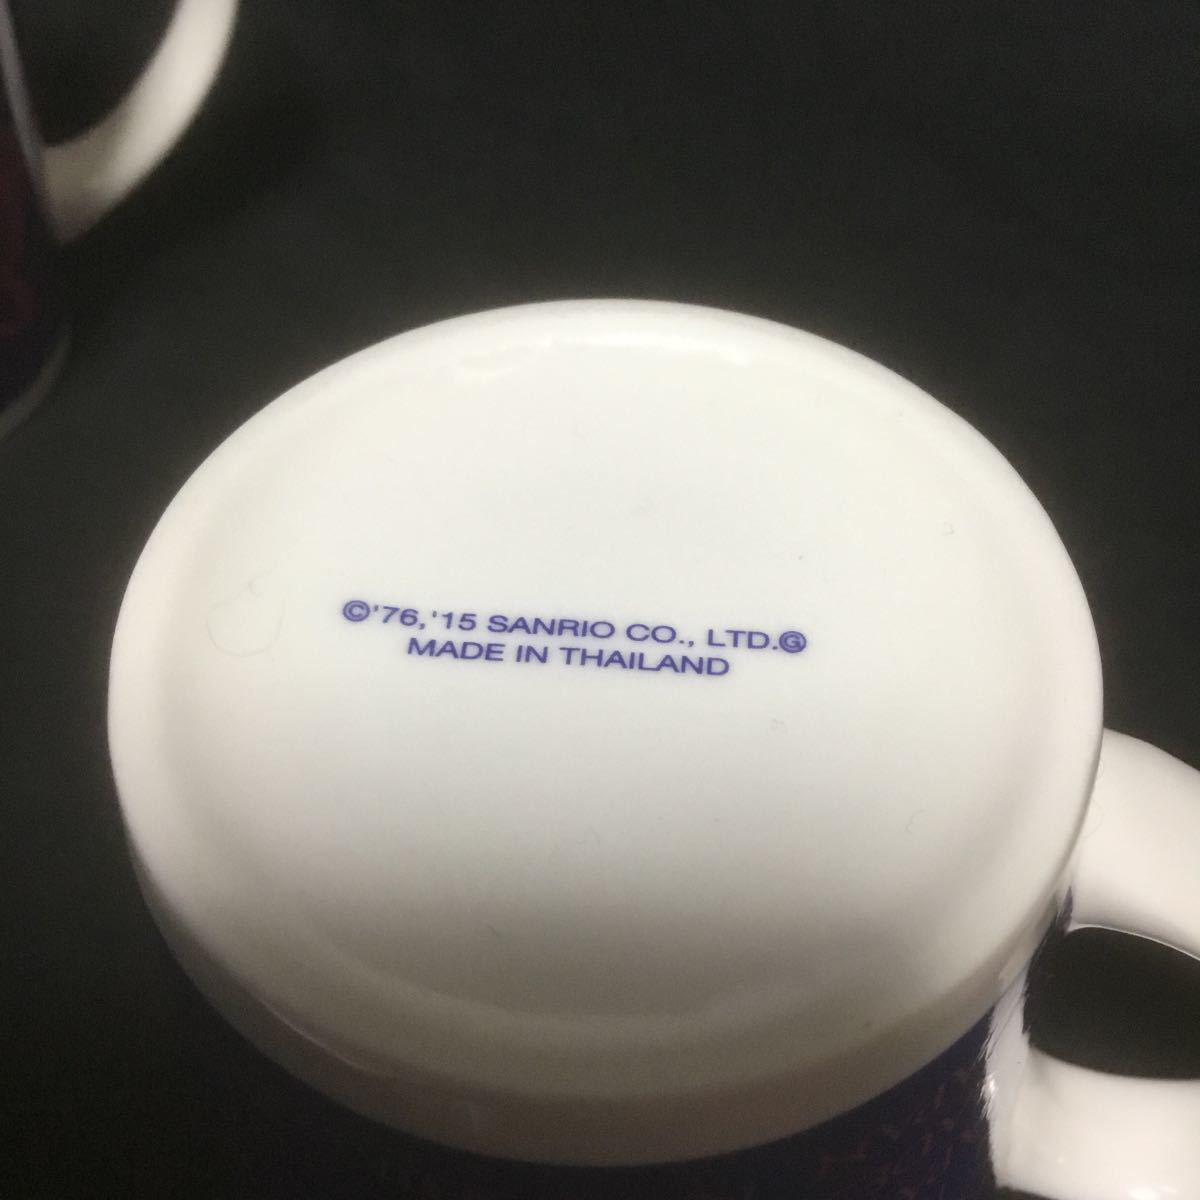 ©'76,'15 SANRIO CO., LTD.Ⓖ
MADE IN THAILAND